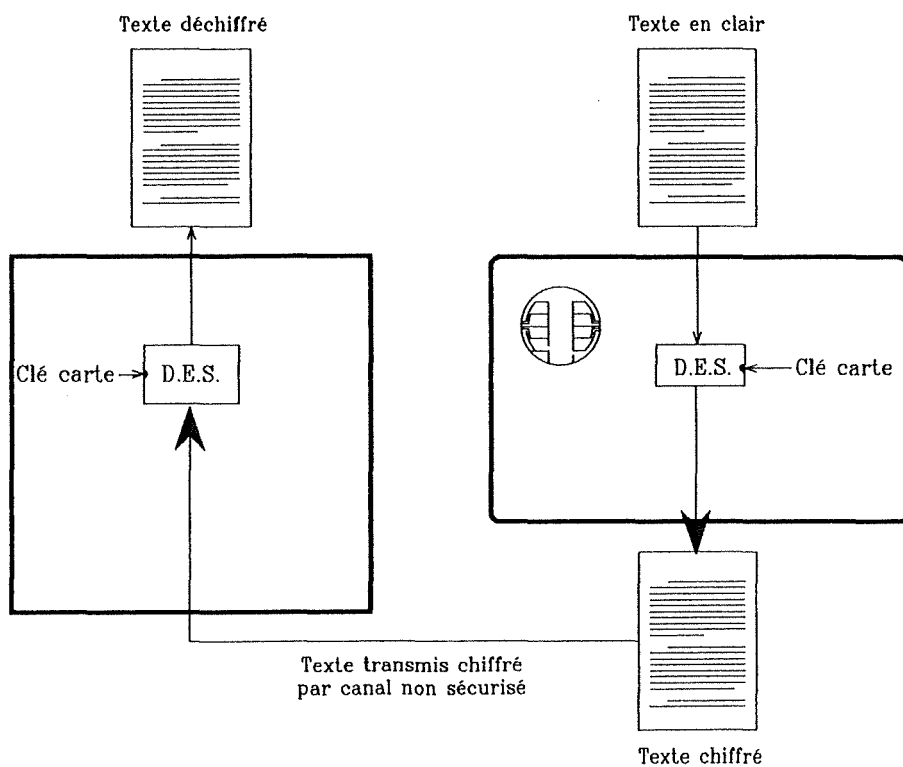 Texte déchiffré
Texte en clair
Clé carte
D.E.S.
D.E.S.
Clé carte
Texte transmis chiffré
par canal non sécurisé
Texte chiffré